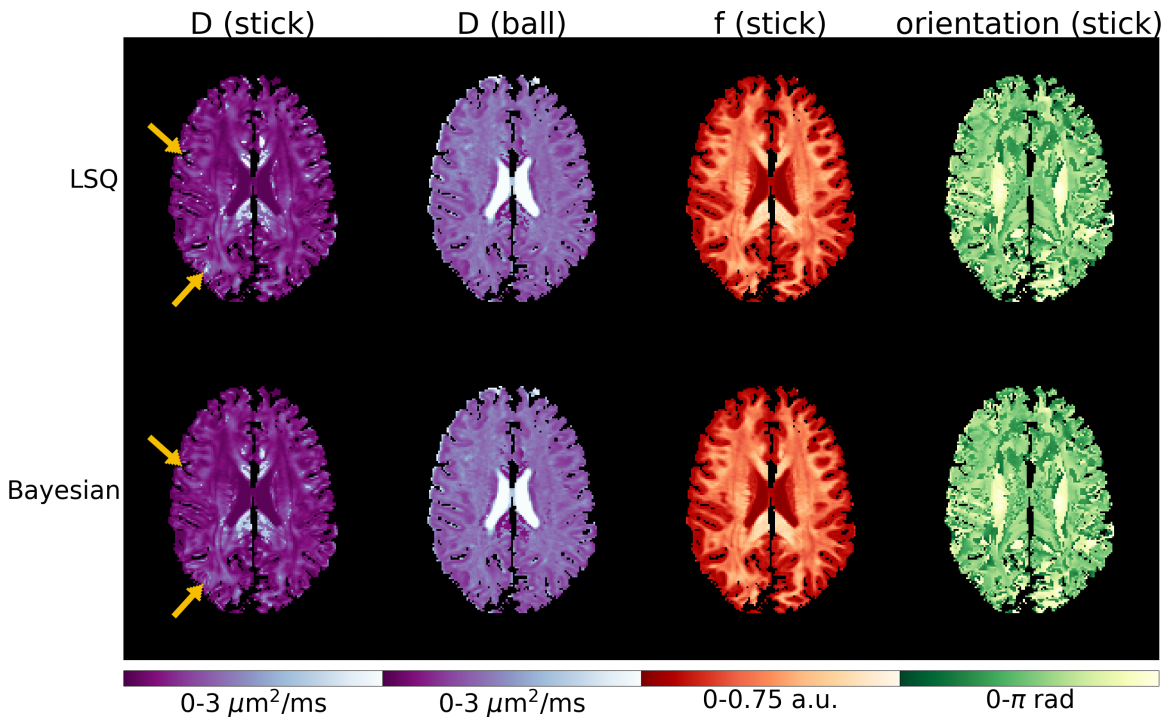 D (stick) D (ball) f (stick) orientation (stick)
LSQ
Bayesian
0-3 μm²/ms 0-3 μm²/ms 0-0.75 a.u. 0-π rad